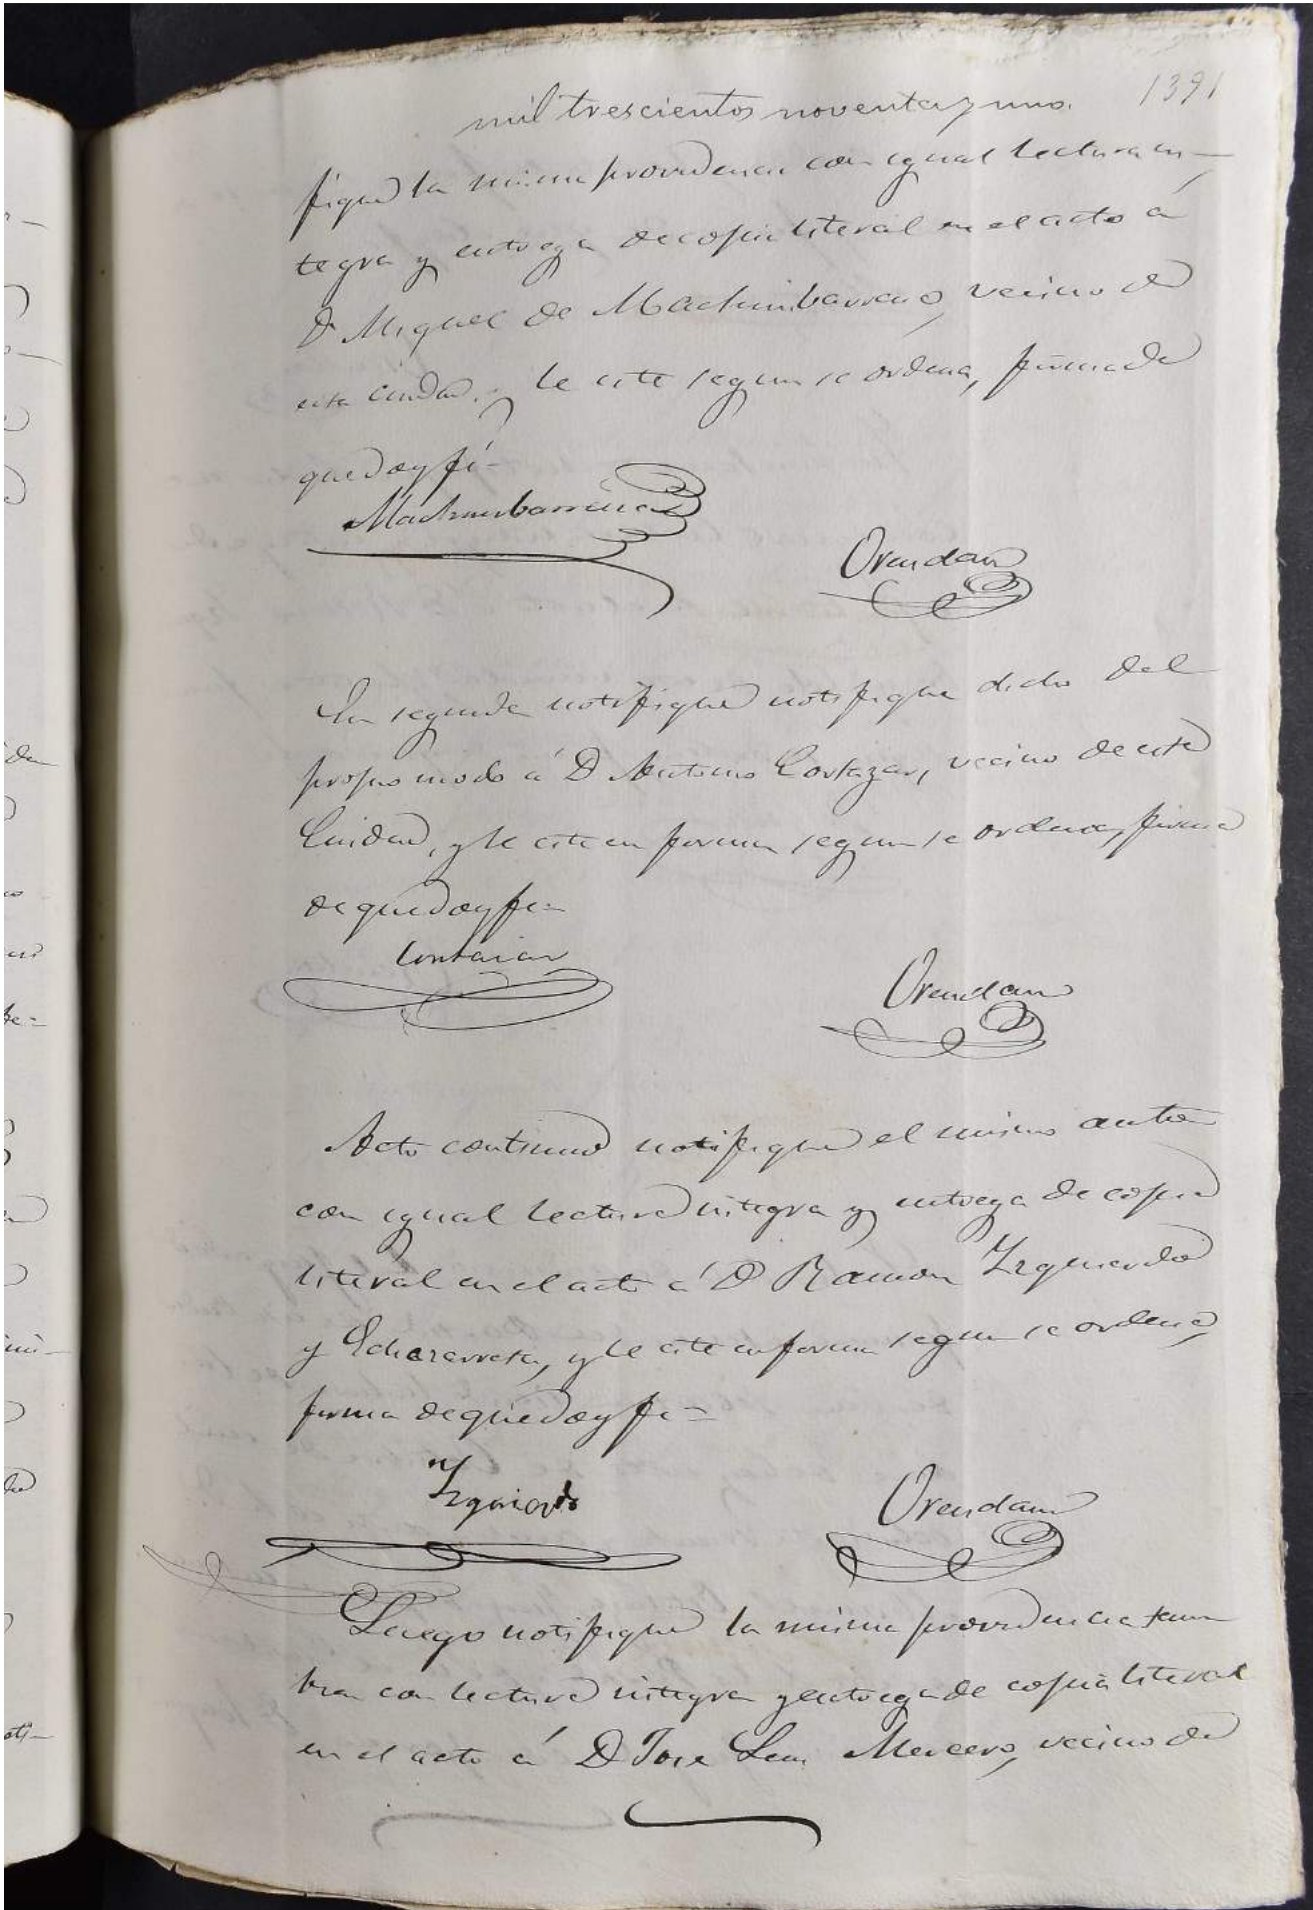 1391
mil trescientos noventa y uno.
fiqué la misma providencia con igual lectura in-
tegra y entrega de copia literal en el acto á
D Miguel de Machimbarrena, vecino de
esta ciudad, y le cité segun se ordena, firma de
que doy fé-
Machimbarrena
Orendain
En seguida notifiqué notifiqué dicho del
propio modo á D Antonio Cortazar, vecino de esta
Ciudad, y le cité en forma segun se ordena, firma
de que doy fe=
Cortazar
Orendain
Acto continuo notifiqué el mismo auto
con igual lectura integra y entrega de copia
literal en el acto á D Ramon Izquierdo
y Echezarreta, y le cité en forma segun se ordena,
firma de que doy fe=
Izquierdo
Orendain
Luego notifiqué la misma providencia tam
bien con lectura integra y entrega de copia literal
en el acto á D Jose Luis Mercero, vecino de